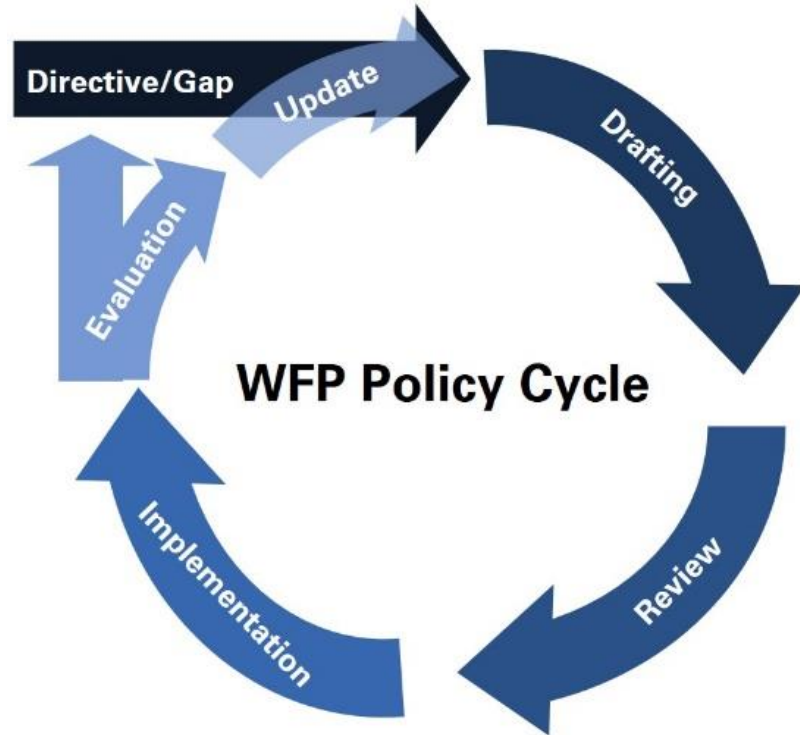 Directive/Gap
Update
Drafting
Evaluation
WFP Policy Cycle
Implementation
Review